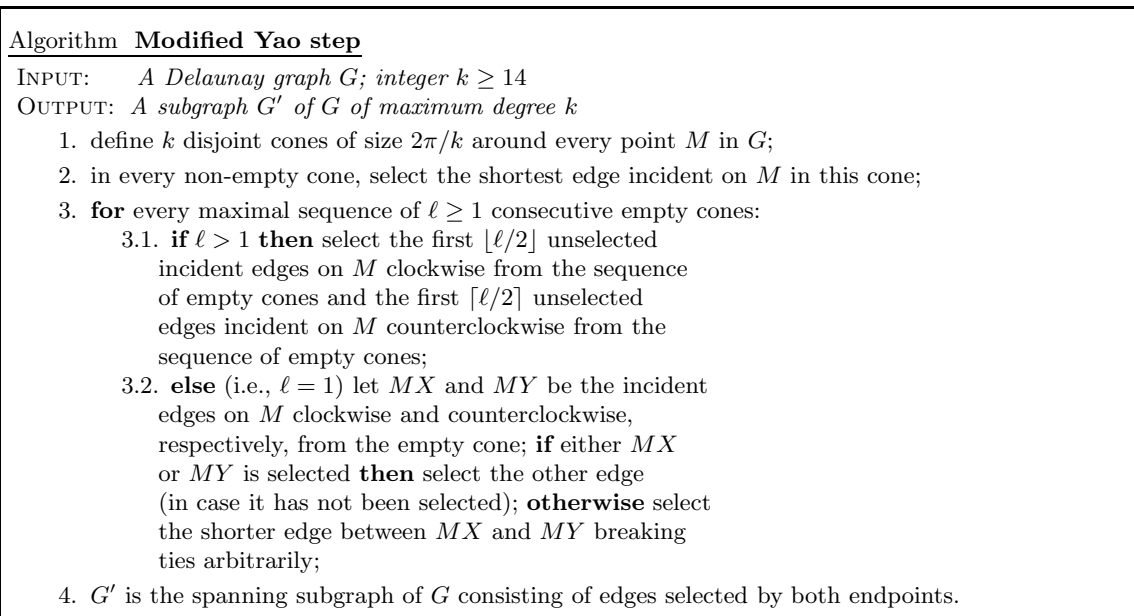 Algorithm Modified Yao step
INPUT: A Delaunay graph G; integer k ≥ 14
OUTPUT: A subgraph G′ of G of maximum degree k
1. define k disjoint cones of size 2π/k around every point M in G;
2. in every non-empty cone, select the shortest edge incident on M in this cone;
3. for every maximal sequence of ℓ ≥ 1 consecutive empty cones:
3.1. if ℓ > 1 then select the first ⌊ℓ/2⌋ unselected
incident edges on M clockwise from the sequence
of empty cones and the first ⌈ℓ/2⌉ unselected
edges incident on M counterclockwise from the
sequence of empty cones;
3.2. else (i.e., ℓ = 1) let MX and MY be the incident
edges on M clockwise and counterclockwise,
respectively, from the empty cone; if either MX
or MY is selected then select the other edge
(in case it has not been selected); otherwise select
the shorter edge between MX and MY breaking
ties arbitrarily;
4. G′ is the spanning subgraph of G consisting of edges selected by both endpoints.